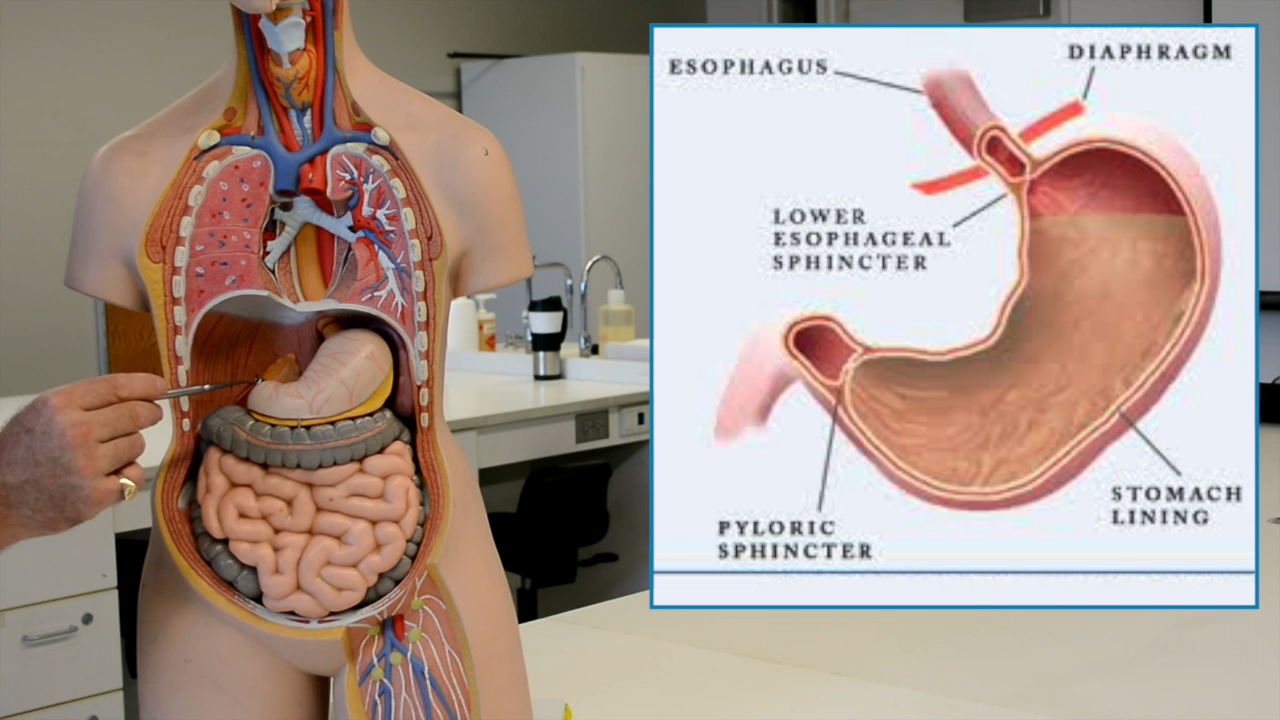 ESOPHAGUS
DIAPHRAGM
LOWER
ESOPHAGEAL
SPHINCTER
STOMACH
LINING
PYLORIC
SPHINCTER